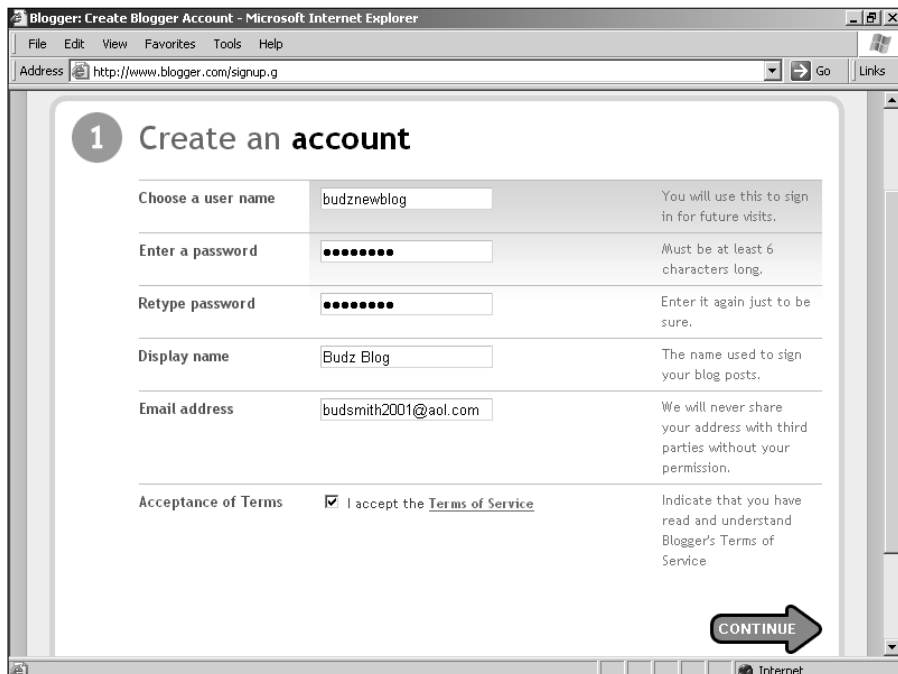 Blogger: Create Blogger Account - Microsoft Internet Explorer
File Edit View Favorites Tools Help
Address http://www.blogger.com/signup.g Go Links
1 Create an account
Choose a user name
budznewblog
You will use this to sign
in for future visits.
Enter a password
••••••••
Must be at least 6
characters long.
Retype password
••••••••
Enter it again just to be
sure.
Display name
Budz Blog
The name used to sign
your blog posts.
Email address
budsmith2001@aol.com
We will never share
your address with third
parties without your
permission.
Acceptance of Terms
I accept the Terms of Service
Indicate that you have
read and understand
Blogger's Terms of
Service
CONTINUE
Internet